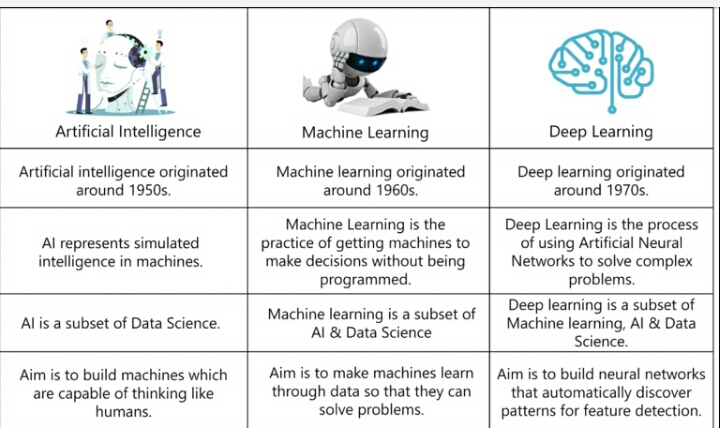 Artificial Intelligence
Machine Learning
Deep Learning
Artificial intelligence originated
around 1950s.
Machine learning originated
around 1960s.
Deep learning originated
around 1970s.
AI represents simulated
intelligence in machines.
Machine Learning is the
practice of getting machines to
make decisions without being
programmed.
Deep Learning is the process
of using Artificial Neural
Networks to solve complex
problems.
AI is a subset of Data Science.
Machine learning is a subset of
AI & Data Science
Deep learning is a subset of
Machine learning, AI & Data
Science.
Aim is to build machines which
are capable of thinking like
humans.
Aim is to make machines learn
through data so that they can
solve problems.
Aim is to build neural networks
that automatically discover
patterns for feature detection.